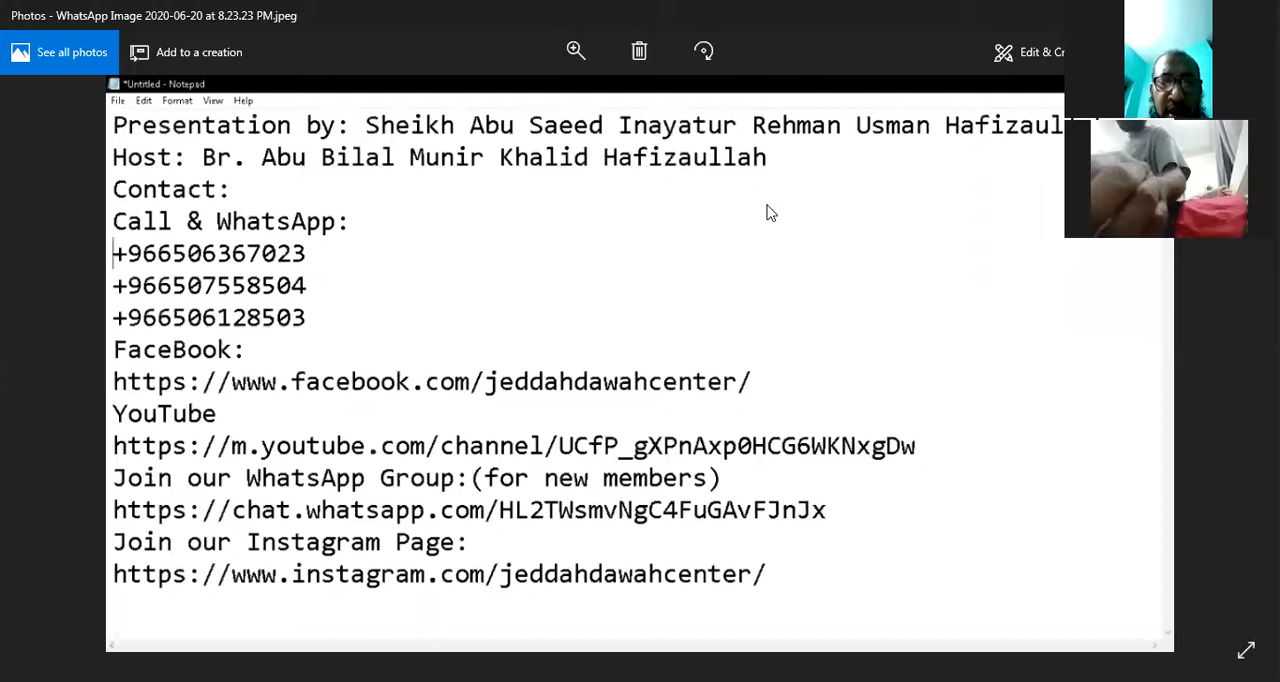 Photos - WhatsApp Image 2020-06-20 at 8.23.23 PM.jpeg
See all photos
Add to a creation
Edit & Cr
*Untitled - Notepad
File Edit Format View Help
Presentation by: Sheikh Abu Saeed Inayatur Rehman Usman Hafizaul
Host: Br. Abu Bilal Munir Khalid Hafizaullah
Contact:
Call & WhatsApp:
+966506367023
+966507558504
+966506128503
FaceBook:
https://www.facebook.com/jeddahdawahcenter/
YouTube
https://m.youtube.com/channel/UCfP_gXPnAxp0HCG6WKNxgDw
Join our WhatsApp Group:(for new members)
https://chat.whatsapp.com/HL2TWsmvNgC4FuGAvFJnJx
Join our Instagram Page:
https://www.instagram.com/jeddahdawahcenter/